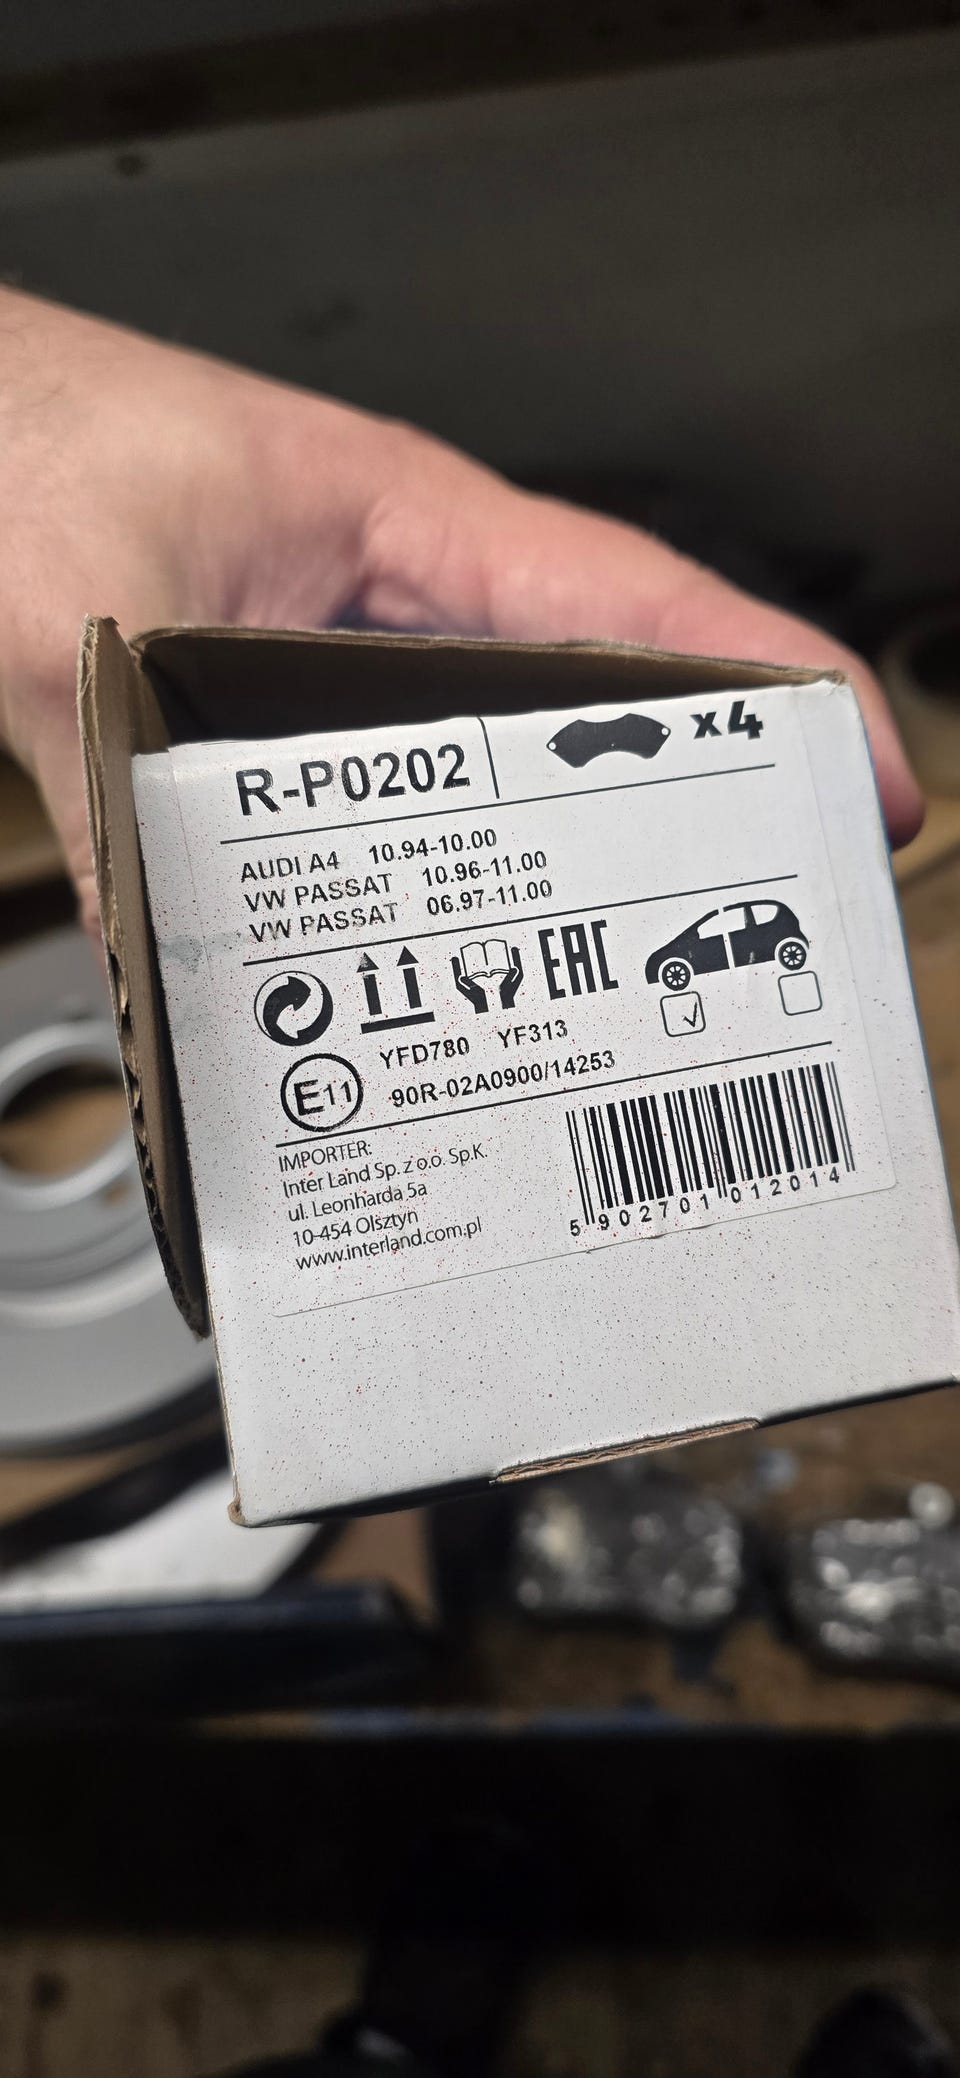 R-P0202
x4
AUDI A4 10.94-10.00
VW PASSAT 10.96-11.00
VW PASSAT 06.97-11.00
EAC
YFD780 YF313
E11
90R-02A0900/14253
IMPORTER:
Inter Land Sp. z o.o. Sp.K.
ul. Leonharda 5a
10-454 Olsztyn
www.interland.com.pl
5 902701 012014